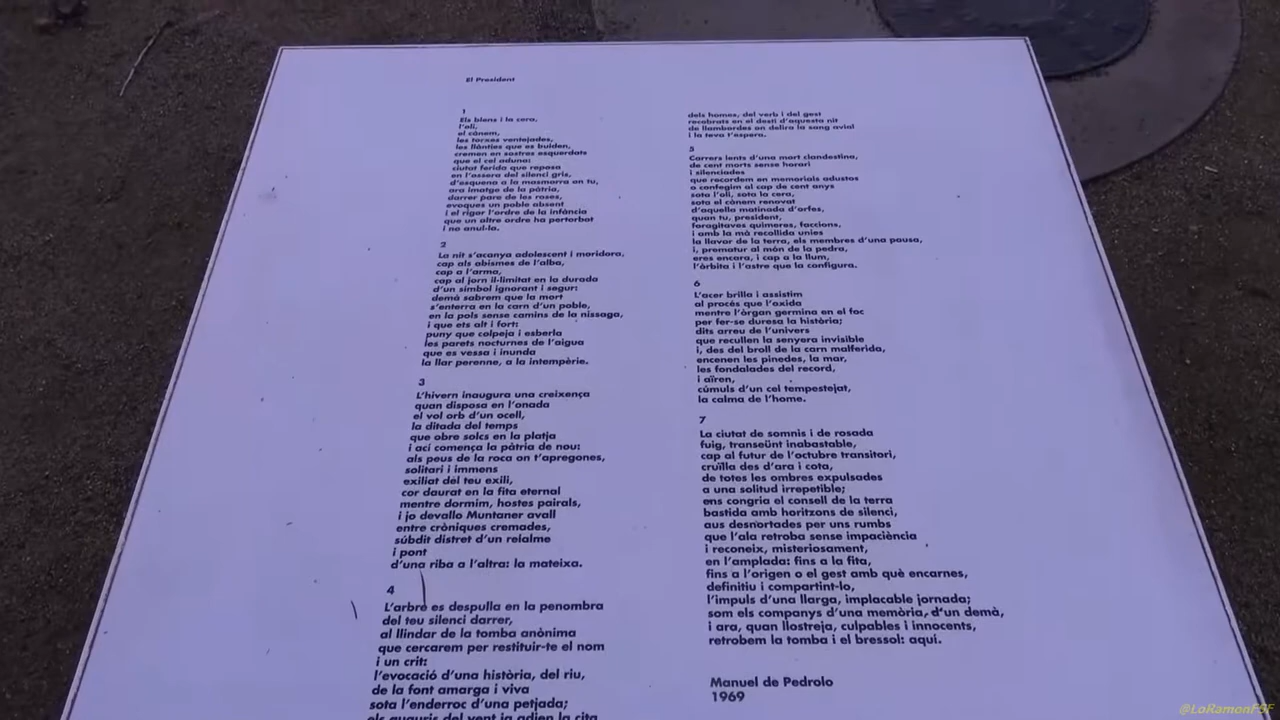 El President
1
Els blens i la cera,
l'oli,
el cànem,
les torxes ventejades,
les llànties que es buiden,
cremen en sostres esquerdats
que el cel aduna:
ciutat ferida que reposa
en l'ossera del silenci gris,
d'esquena a la masmorra on tu,
ara imatge de la pàtria,
darrer pare de les roses,
evoques un poble absent
i el rigor l'ordre de la infància
que un altre ordre ha pertorbat
i no anul·la.
2
La nit s'acanya adolescent i moridora,
cap als abismes de l'alba,
cap a l'arma,
cap al jorn il·limitat en la durada
d'un símbol ignorant i segur:
demà sabrem que la mort
s'enterra en la carn d'un poble,
en la pols sense camins de la nissaga,
i que ets alt i fort:
puny que colpeja i esberla
les parets nocturnes de l'aigua
que es vessa i inunda
la llar perenne, a la intempèrie.
3
L'hivern inaugura una creixença
quan disposa en l'onada
el vol orb d'un ocell,
la ditada del temps
que obre solcs en la platja
i ací comença la pàtria de nou:
als peus de la roca on t'apregones,
solitari i immens
exiliat del teu exili,
cor daurat en la fita eternal
mentre dormim, hostes pairals,
i jo devallo Muntaner avall
entre cròniques cremades,
súbdit distret d'un reialme
i pont
d'una riba a l'altra: la mateixa.
4
L'arbre es despulla en la penombra
del teu silenci darrer,
al llindar de la tomba anònima
que cercarem per restituir-te el nom
i un crit:
l'evocació d'una història, del riu,
de la font amarga i viva
sota l'enderroc d'una petjada;
els auguris del vent ja adien la cita
dels homes, del verb i del gest
recobrats en el destí d'aquesta nit
de llambordes on delira la sang avial
i la teva t'espera.
5
Carrers lents d'una mort clandestina,
de cent morts sense horari
i silenciades
que recordem en memorials adustos
o confegim al cap de cent anys
sota l'oli, sota la cera,
sota el cànem renovat
d'aquella matinada d'orfes,
quan tu, president,
foragitaves quimeres, faccions,
i amb la mà recollida unies
la llavor de la terra, els membres d'una pausa,
i, prematur al món de la pedra,
eros encara, i cap a la llum,
l'òrbita i l'astre que la configura.
6
L'acer brilla i assistim
al procés que l'oxida
mentre l'òrgan germina en el foc
per fer-se duresa la història;
dits arreu de l'univers
que recullen la senyera invisible
i, des del broll de la carn malferida,
encenen les pinedes, la mar,
les fondalades del record,
i aïren,
cúmuls d'un cel tempestejat,
la calma de l'home.
7
La ciutat de somnis i de rosada
fuig, transeünt inabastable,
cap al futur de l'octubre transitori,
cruïlla des d'ara i cota,
de totes les ombres expulsades
a una solitud irrepetible;
ens congria el consell de la terra
bastida amb horitzons de silenci,
aus desnortades per uns rumbs
que l'ala retroba sense impaciència
i reconeix, misteriosament,
en l'amplada: fins a la fita,
fins a l'origen o el gest amb què encarnes,
definitiu i compartint-lo,
l'impuls d'una llarga, implacable jornada;
som els companys d'una memòria, d'un demà,
i ara, quan llostreja, culpables i innocents,
retrobem la tomba i el bressol: aquí.
Manuel de Pedrolo
1969
@LoRamonFSF